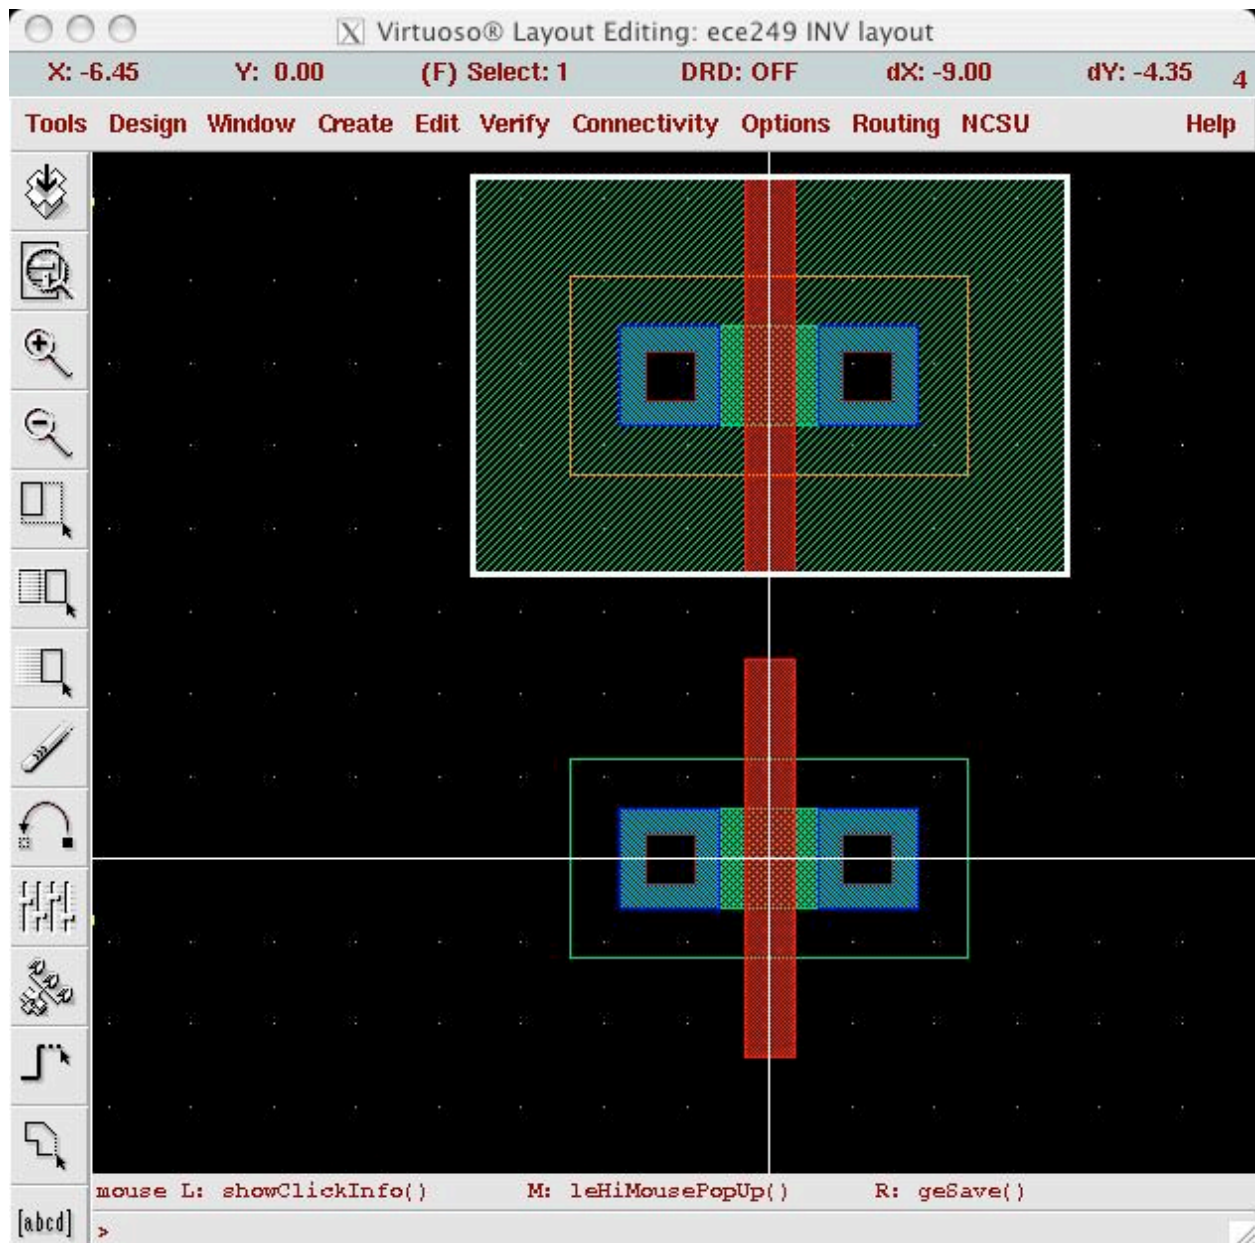 X Virtuoso® Layout Editing: ece249 INV layout
X: -6.45 Y: 0.00 (F) Select: 1 DRD: OFF dX: -9.00 dY: -4.35 4
Tools Design Window Create Edit Verify Connectivity Options Routing NCSU Help
mouse L: showClickInfo() M: leHiMousePopUp() R: geSave()
[abcd] >